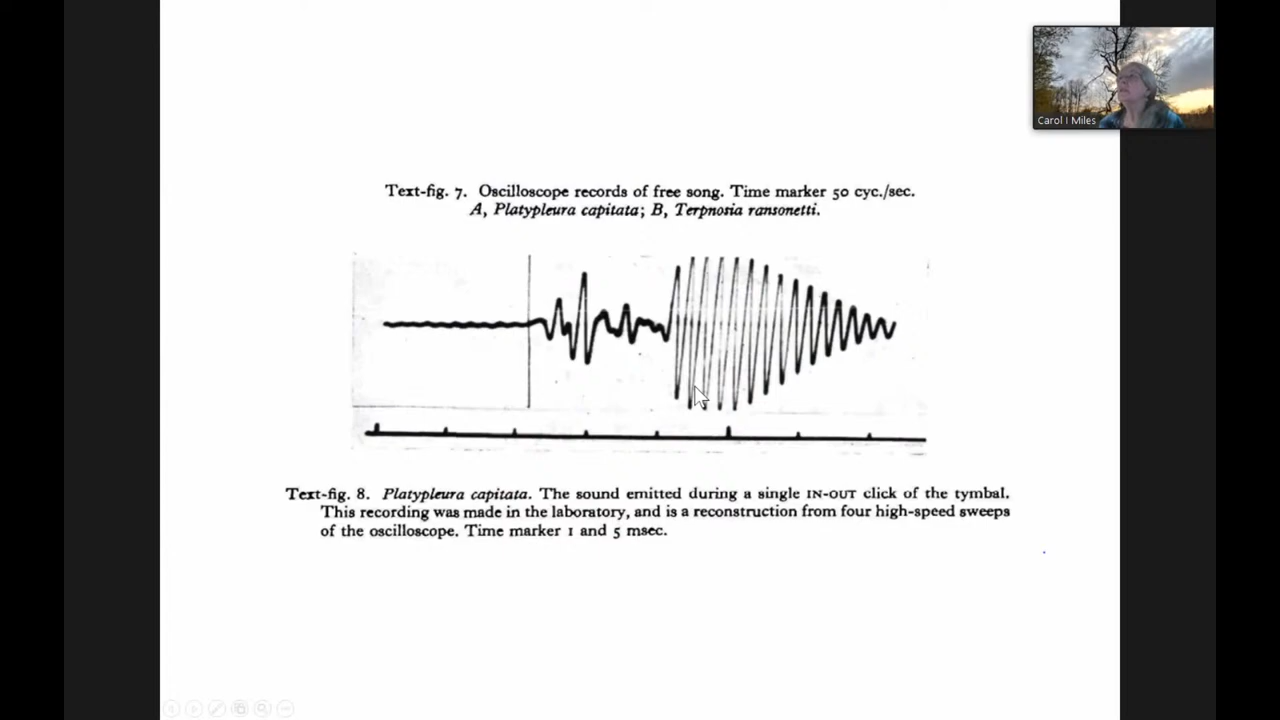 Carol I Miles
Text-fig. 7. Oscilloscope records of free song. Time marker 50 cyc./sec.
A, Platypleura capitata; B, Terpnosia ransonetti.
Text-fig. 8. Platypleura capitata. The sound emitted during a single IN-OUT click of the tymbal.
This recording was made in the laboratory, and is a reconstruction from four high-speed sweeps
of the oscilloscope. Time marker 1 and 5 msec.